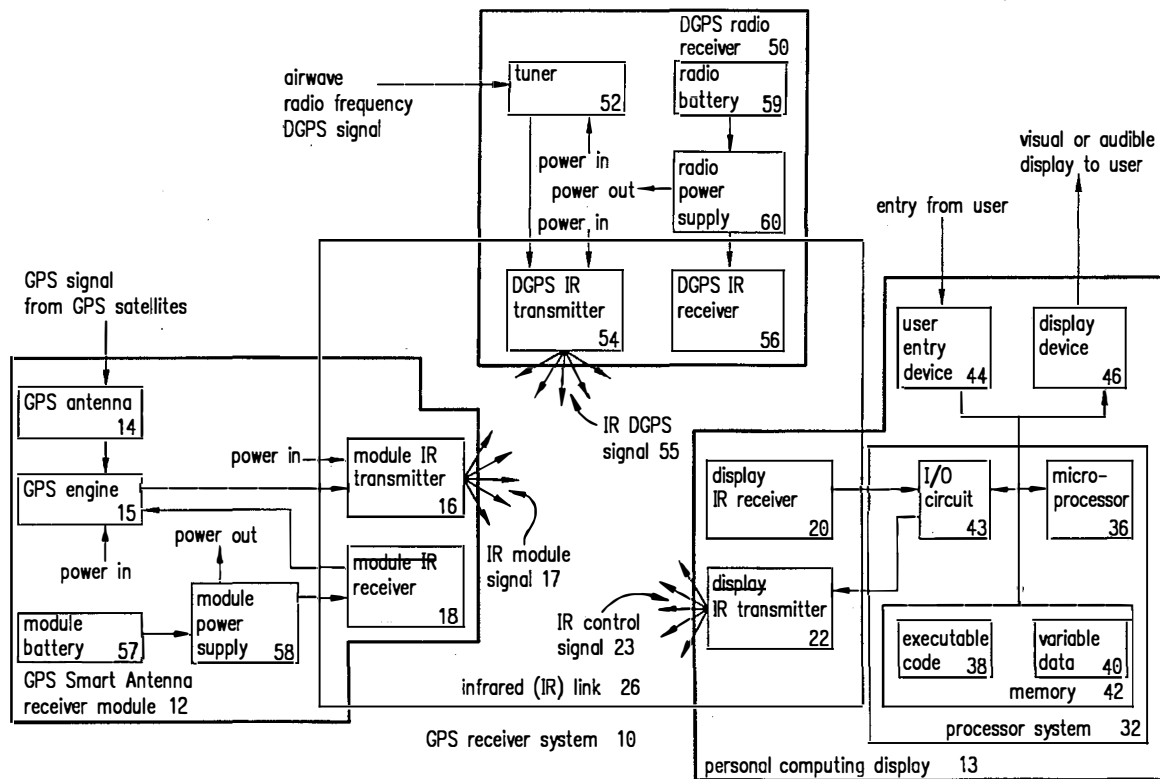 DGPS radio
receiver 50
airwave
radio frequency
DGPS signal
tuner
52
radio
battery
59
power in
power out
power in
radio
power
supply
60
DGPS IR
transmitter
54
DGPS IR
receiver
56
IR DGPS
signal 55
visual or audible
display to user
entry from user
user
entry
device
44
display
device
46
GPS signal
from GPS satellites
GPS antenna
14
GPS engine
15
power in
power out
module
battery
57
module
power
supply
58
GPS Smart Antenna
receiver module 12
power in
module IR
transmitter
16
module IR
receiver
18
IR module
signal 17
display
IR receiver
20
display
IR transmitter
22
IR control
signal 23
I/O
circuit
43
micro-
processor
36
executable
code
38
variable
data
40
memory 42
processor system 32
infrared (IR) link 26
GPS receiver system 10
personal computing display 13